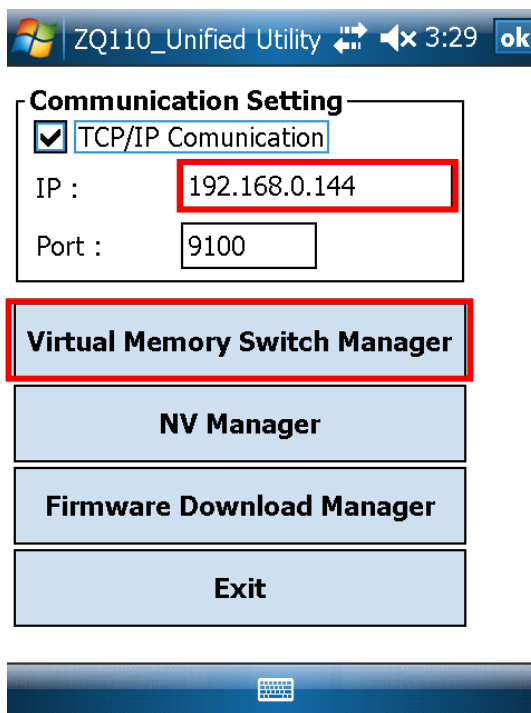 ZQ110_Unified Utility 3:29 ok
Communication Setting
TCP/IP Comunication
IP : 192.168.0.144
Port : 9100
Virtual Memory Switch Manager
NV Manager
Firmware Download Manager
Exit